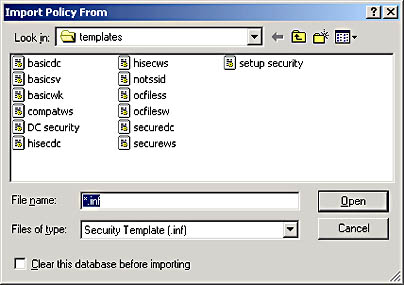 Import Policy From
Look in: templates
basicdc
basicsv
basicwk
compatws
DC security
hisecdc
hisecws
notssid
ocfiless
ocfilesw
securedc
securews
setup security
File name: *.inf Open
Files of type: Security Template (.inf) Cancel
Clear this database before importing